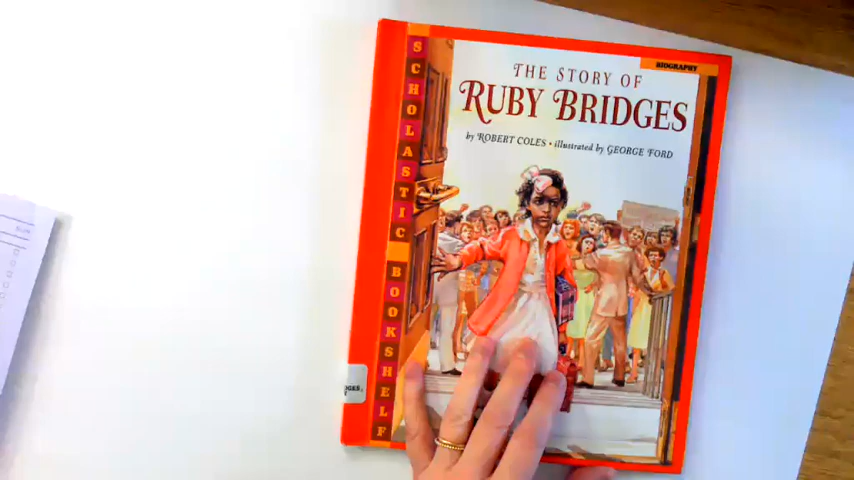 BIOGRAPHY
THE STORY OF
RUBY BRIDGES
by ROBERT COLES • illustrated by GEORGE FORD
SCHOLASTIC BOOKSHELF